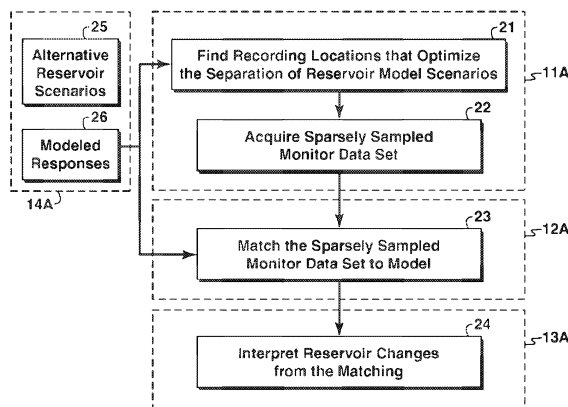 25
Alternative
Reservoir
Scenarios
26
Modeled
Responses
14A
21
Find Recording Locations that Optimize
the Separation of Reservoir Model Scenarios
22
Acquire Sparsely Sampled
Monitor Data Set
11A
23
Match the Sparsely Sampled
Monitor Data Set to Model
12A
24
Interpret Reservoir Changes
from the Matching
13A